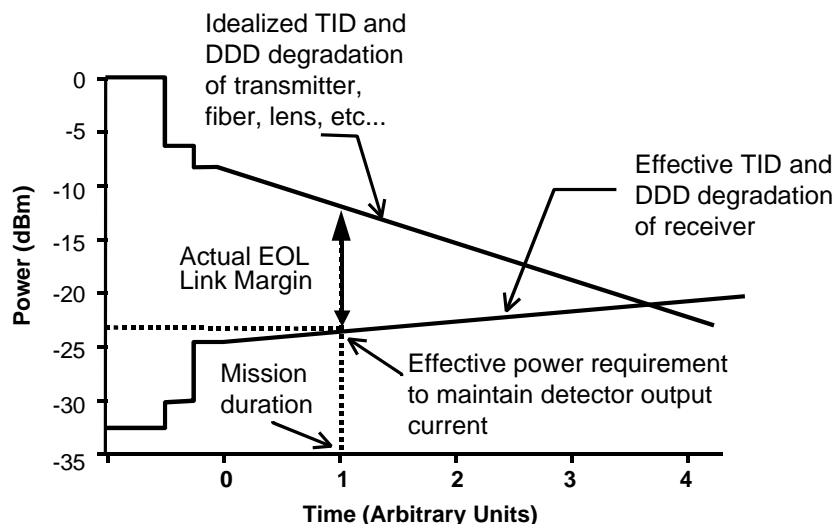 Idealized TID and
DDD degradation
of transmitter,
fiber, lens, etc...
Effective TID and
DDD degradation
of receiver
Power (dBm)
0
-5
-10
-15
-20
-25
-30
-35
Actual EOL
Link Margin
Mission
duration
Effective power requirement
to maintain detector output
current
0
1
2
3
4
Time (Arbitrary Units)